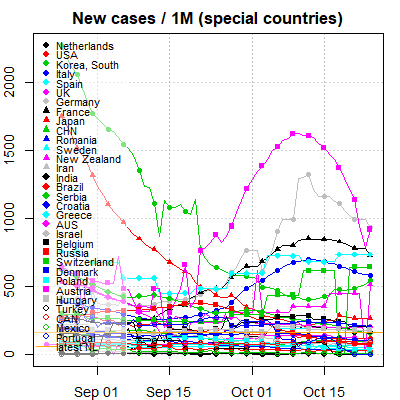 New cases / 1M (special countries)
Netherlands
USA
Korea, South
Italy
Spain
UK
Germany
France
Japan
CHN
Romania
Sweden
New Zealand
Iran
India
Brazil
Serbia
Croatia
Greece
AUS
Israel
Belgium
Russia
Switzerland
Denmark
Poland
Austria
Hungary
Turkey
CAN
Mexico
Portugal
latest NL
0
500
1000
1500
2000
Sep 01
Sep 15
Oct 01
Oct 15